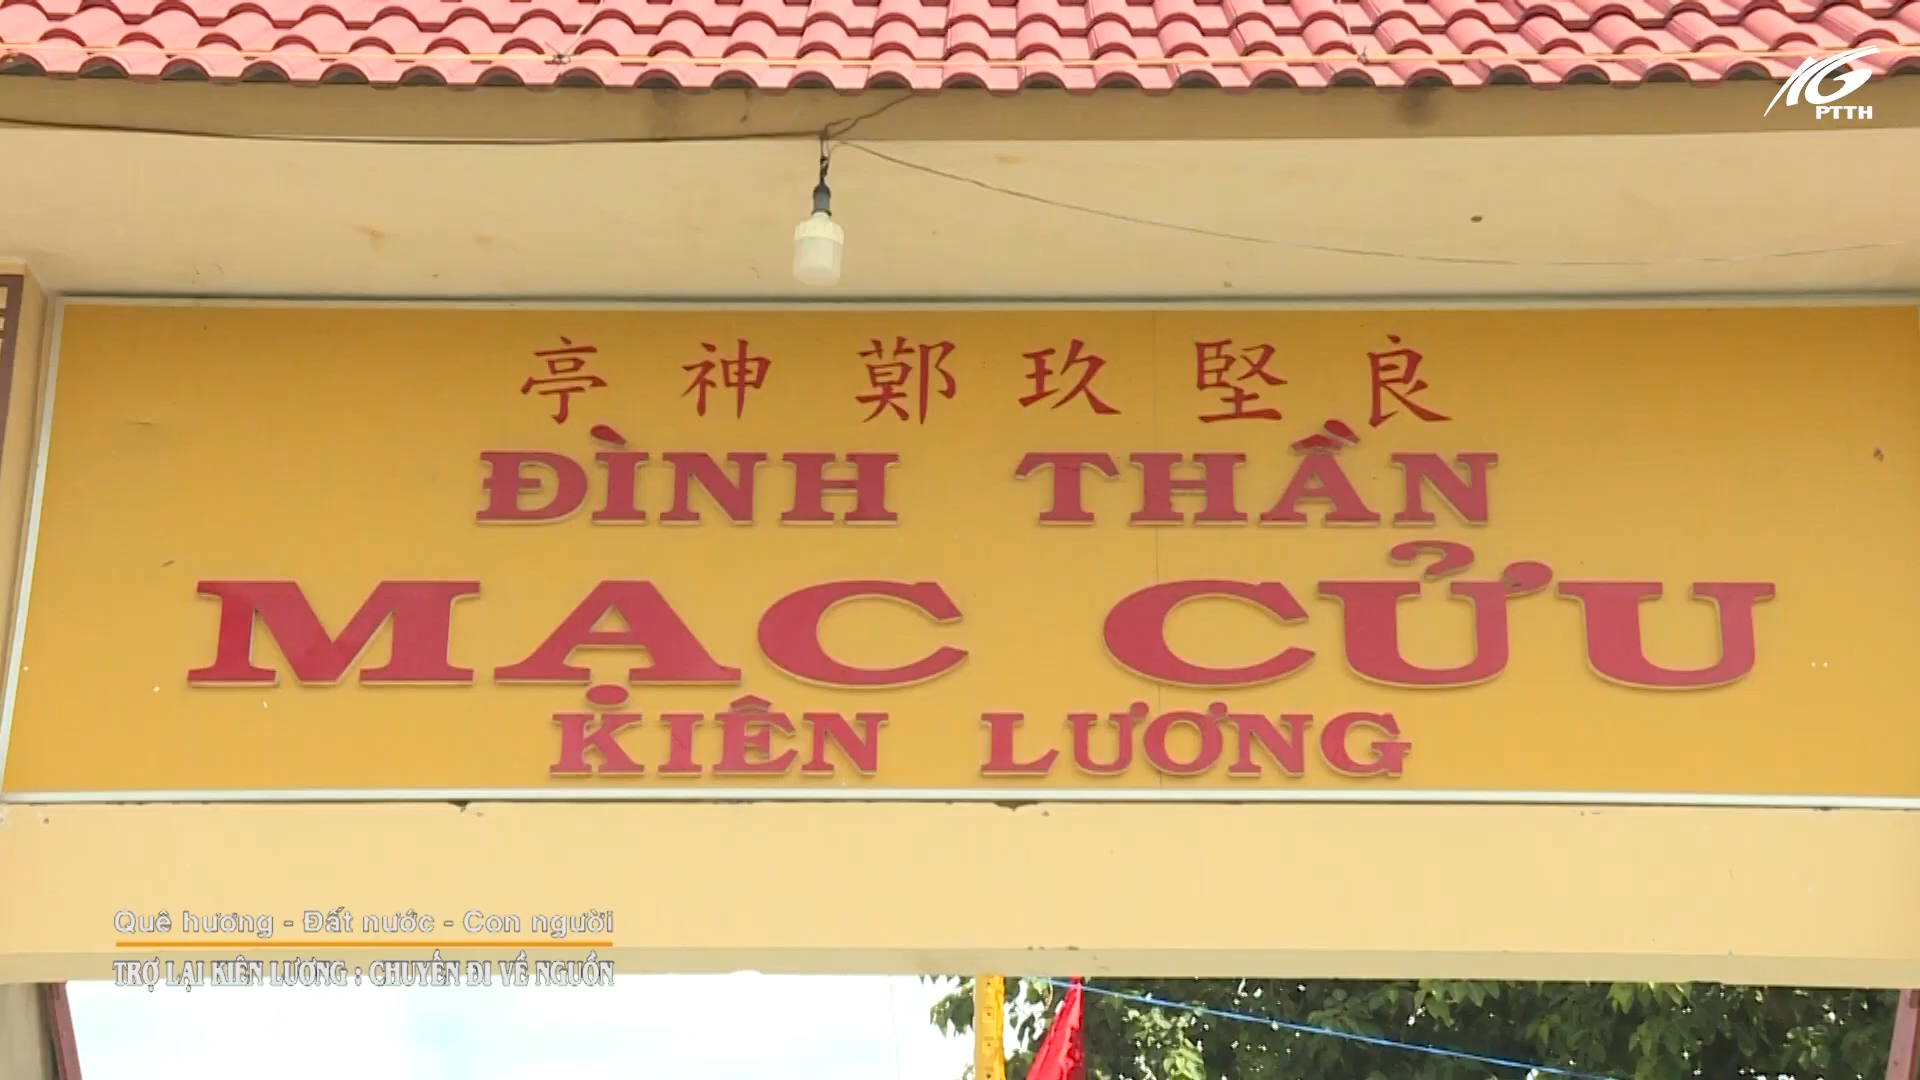 KG
PTTH
亭 神 鄚 玖 堅 良
ĐÌNH THẦN
MẠC CỬU
KIÊN LƯƠNG
Quê hương - Đất nước - Con người
TRỞ LẠI KIÊN LƯƠNG : CHUYẾN ĐI VỀ NGUỒN